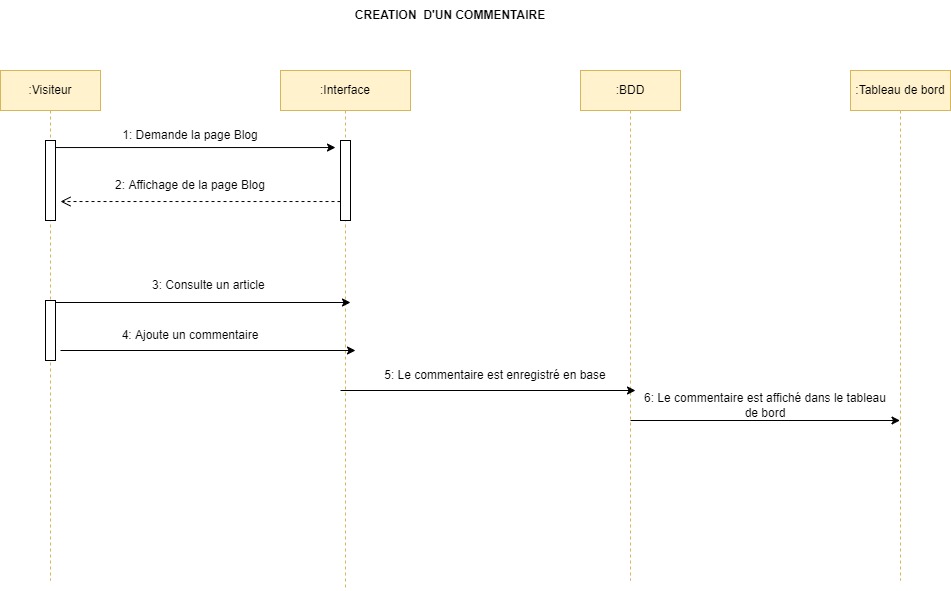 CREATION  D'UN COMMENTAIRE
:Visiteur
:Interface
:BDD
:Tableau de bord
1: Demande la page Blog
2: Affichage de la page Blog
3: Consulte un article
4: Ajoute un commentaire
5: Le commentaire est enregistré en base
6: Le commentaire est affiché dans le tableau
de bord